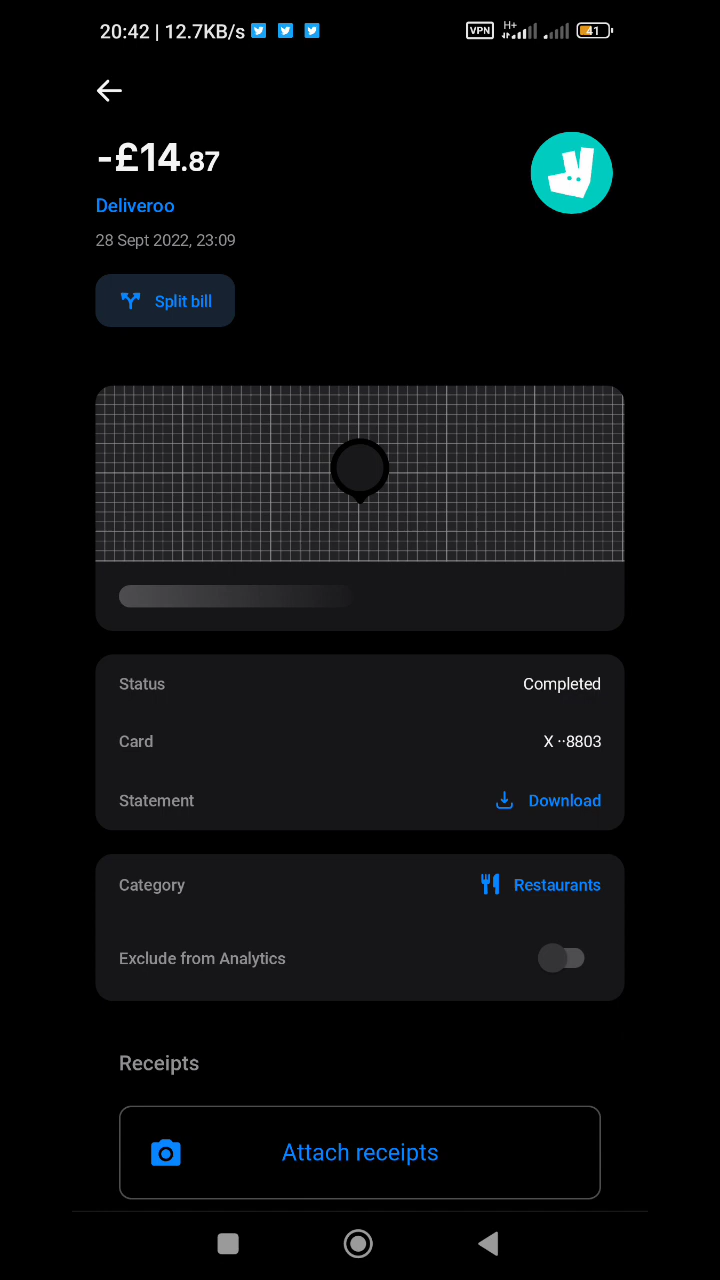 20:42 | 12.7KB/s VPN H+ 41
-£14.87
Deliveroo
28 Sept 2022, 23:09
Split bill
Status Completed
Card X ··8803
Statement Download
Category Restaurants
Exclude from Analytics
Receipts
Attach receipts